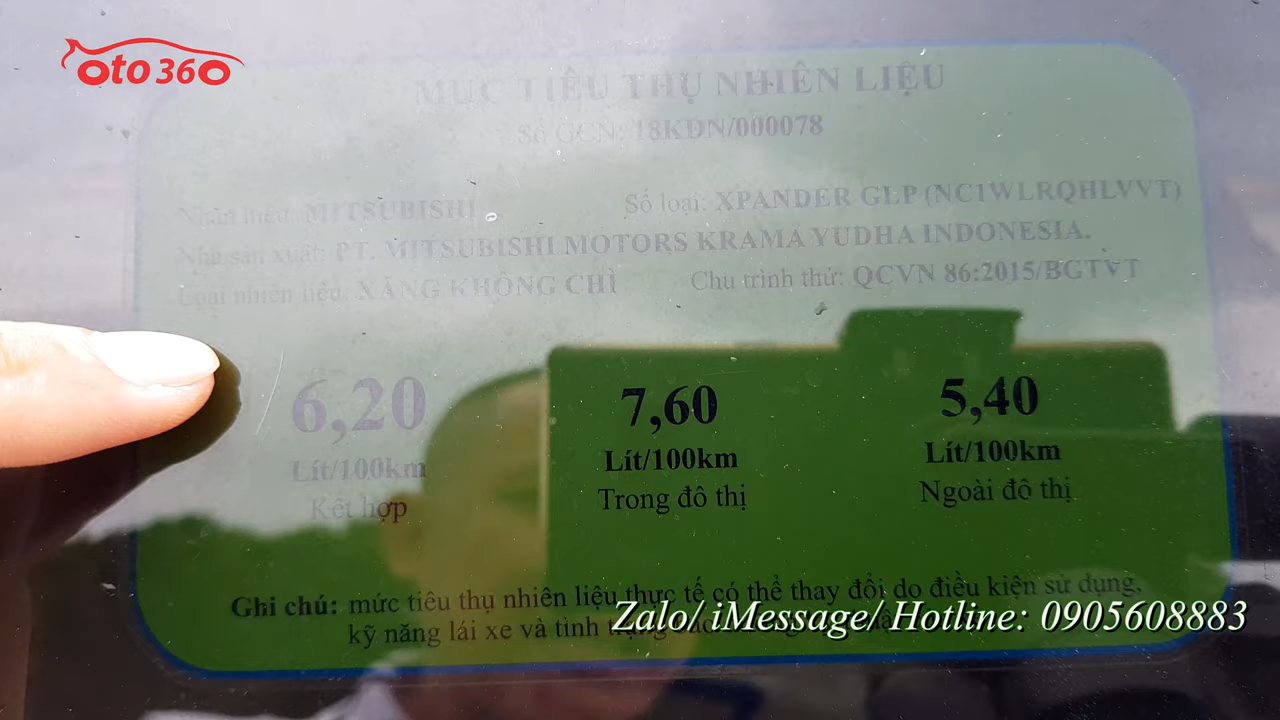 oto360
MỨC TIÊU THỤ NHIÊN LIỆU
Số GCN: 18KDN/000078
Nhãn hiệu: MITSUBISHI Số loại: XPANDER GLP (NC1WLRQHLVVT)
Nhà sản xuất: PT. MITSUBISHI MOTORS KRAMA YUDHA INDONESIA.
Loại nhiên liệu: XĂNG KHÔNG CHÌ Chu trình thử: QCVN 86:2015/BGTVT
6,20 7,60 5,40
Lít/100km Lít/100km Lít/100km
Kết hợp Trong đô thị Ngoài đô thị
Ghi chú: mức tiêu thụ nhiên liệu thực tế có thể thay đổi do điều kiện sử dụng,
kỹ năng lái xe và tình trạng
Zalo/ iMessage/ Hotline: 0905608883